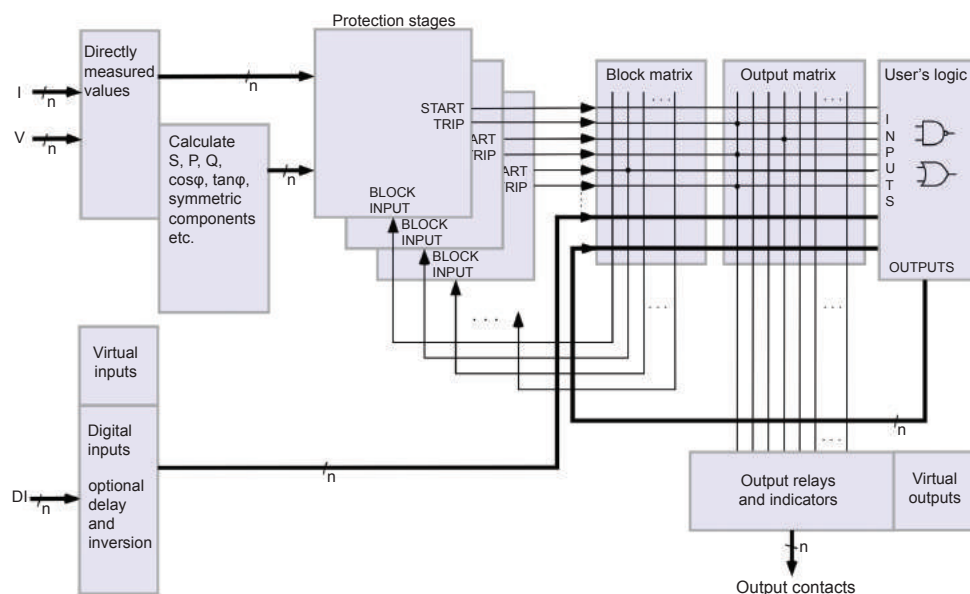 Protection stages
Directly
measured
values
I
n
V
n
n
Calculate
S, P, Q,
cosφ, tanφ,
symmetric
components
etc.
n
START
TRIP
ART
RIP
ART
TRIP
BLOCK
INPUT
BLOCK
INPUT
BLOCK
INPUT
. . .
Block matrix
. . .
. . .
Output matrix
. . .
. . .
. . .
User's logic
I
N
P
U
T
S
OUTPUTS
n
Virtual
inputs
Digital
inputs
optional
delay
and
inversion
DI
n
n
Output relays
and indicators
Virtual
outputs
n
Output contacts